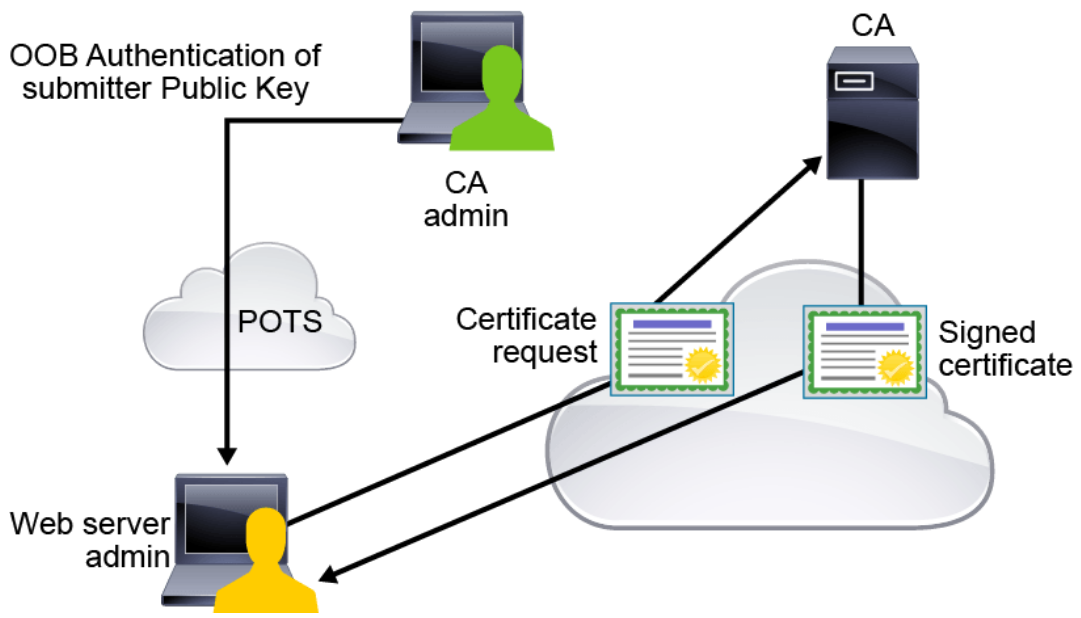 OOB Authentication of
submitter Public Key
CA
admin
CA
POTS
Certificate
request
Signed
certificate
Web server
admin